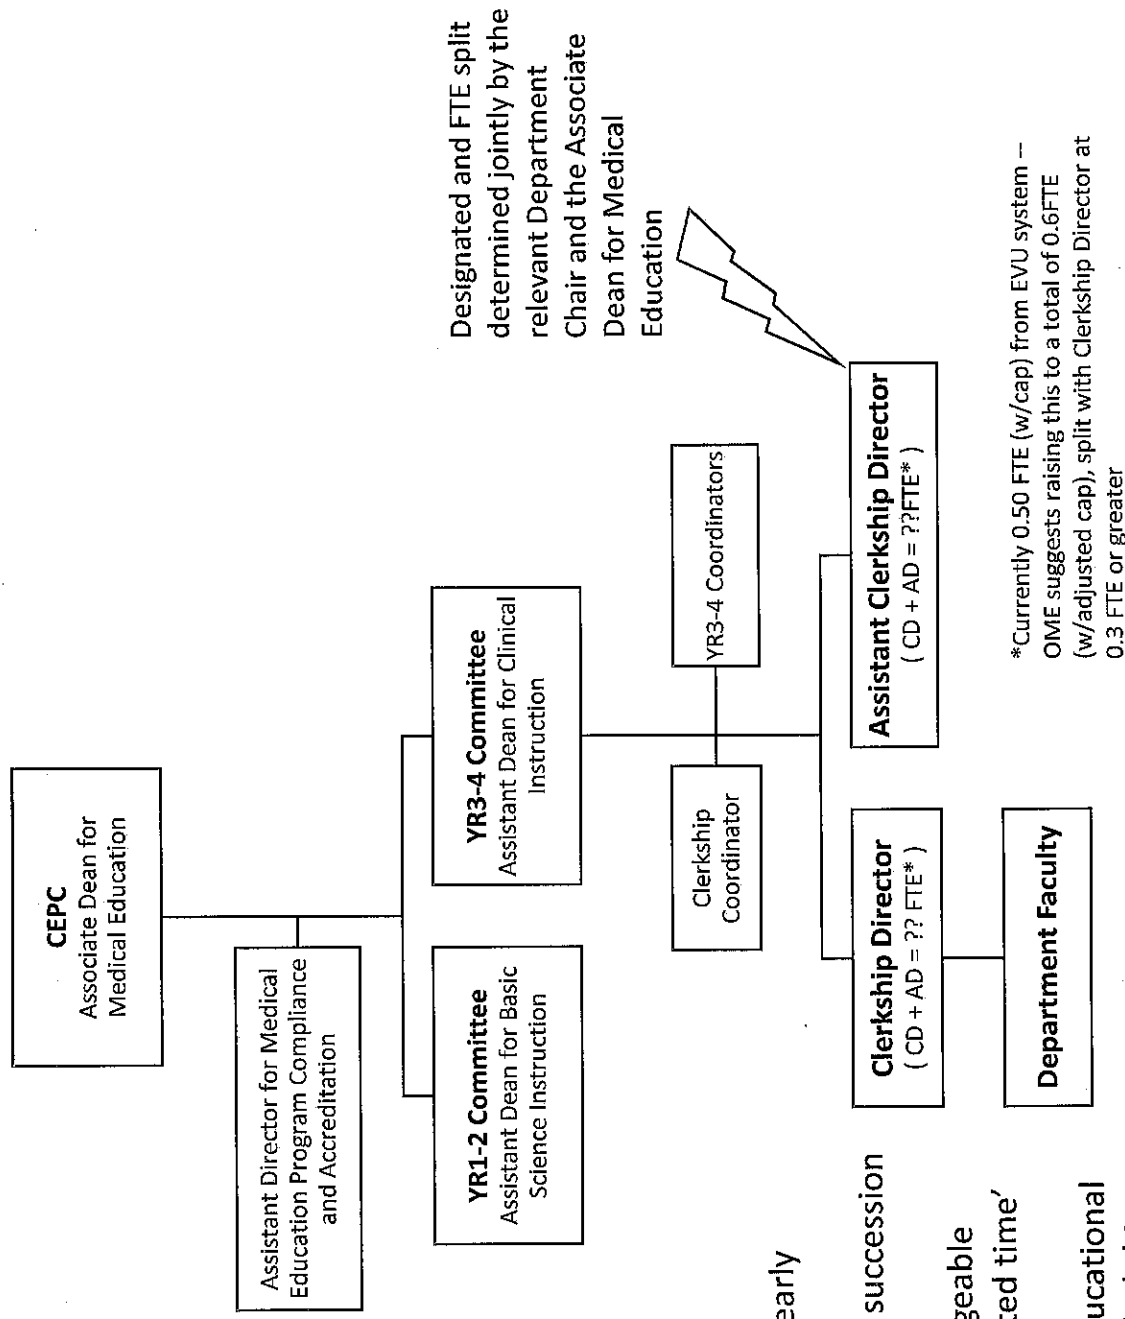 CEPC
Associate Dean for
Medical Education
Assistant Director for Medical
Education Program Compliance
and Accreditation
YR1-2 Committee
Assistant Dean for Basic
Science Instruction
YR3-4 Committee
Assistant Dean for Clinical
Instruction
Designated and FTE split
determined jointly by the
relevant Department
Chair and the Associate
Dean for Medical
Education
Clerkship
Coordinator
YR3-4 Coordinators
Clerkship Director
( CD + AD = ?? FTE* )
Assistant Clerkship Director
( CD + AD = ??FTE* )
Department Faculty
*Currently 0.50 FTE (w/cap) from EVU system –
OME suggests raising this to a total of 0.6FTE
(w/adjusted cap), split with Clerkship Director at
0.3 FTE or greater
early
succession
geable
ted time'
ucational